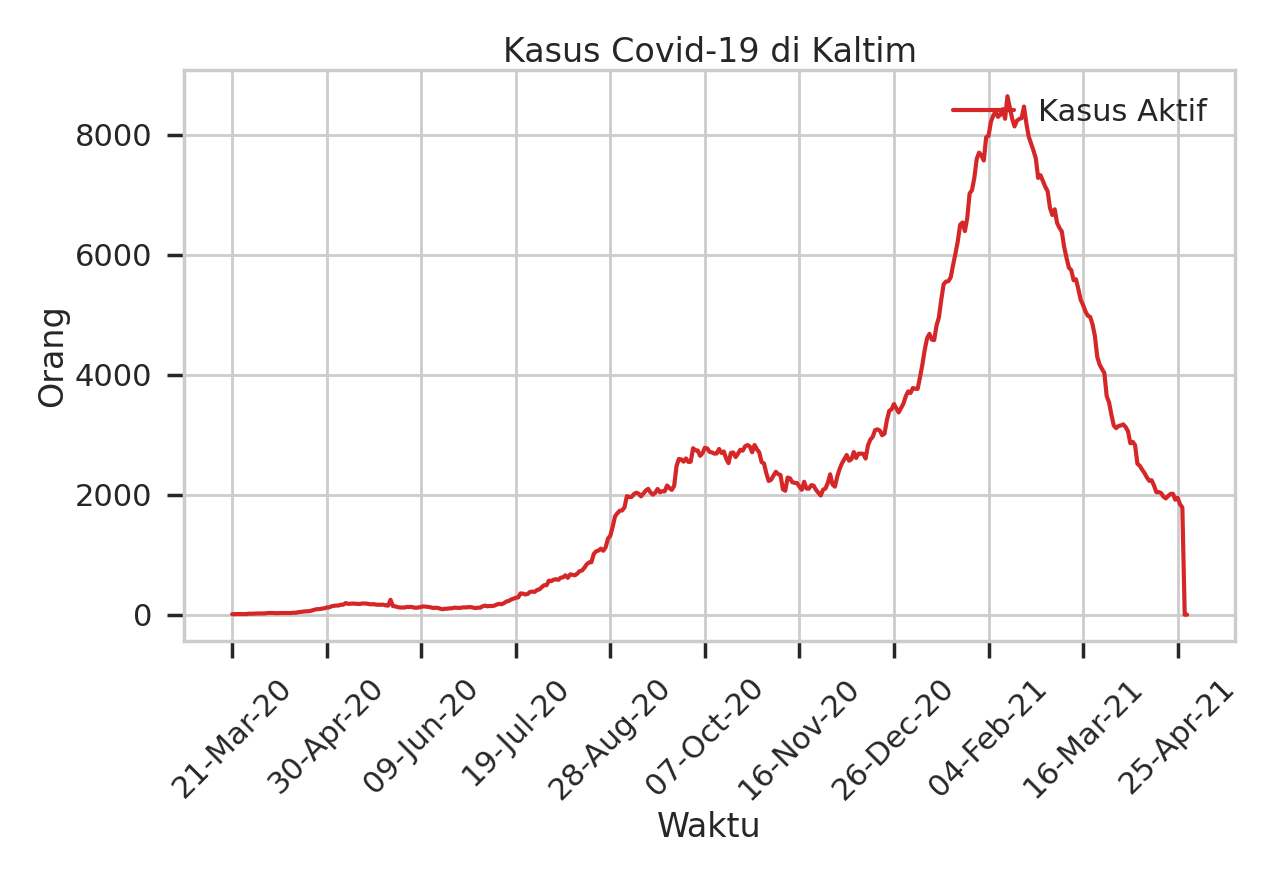 Kasus Covid-19 di Kaltim
Kasus Aktif
8000
6000
4000
2000
0
Orang
21-Mar-20
30-Apr-20
09-Jun-20
19-Jul-20
28-Aug-20
07-Oct-20
16-Nov-20
26-Dec-20
04-Feb-21
16-Mar-21
25-Apr-21
Waktu